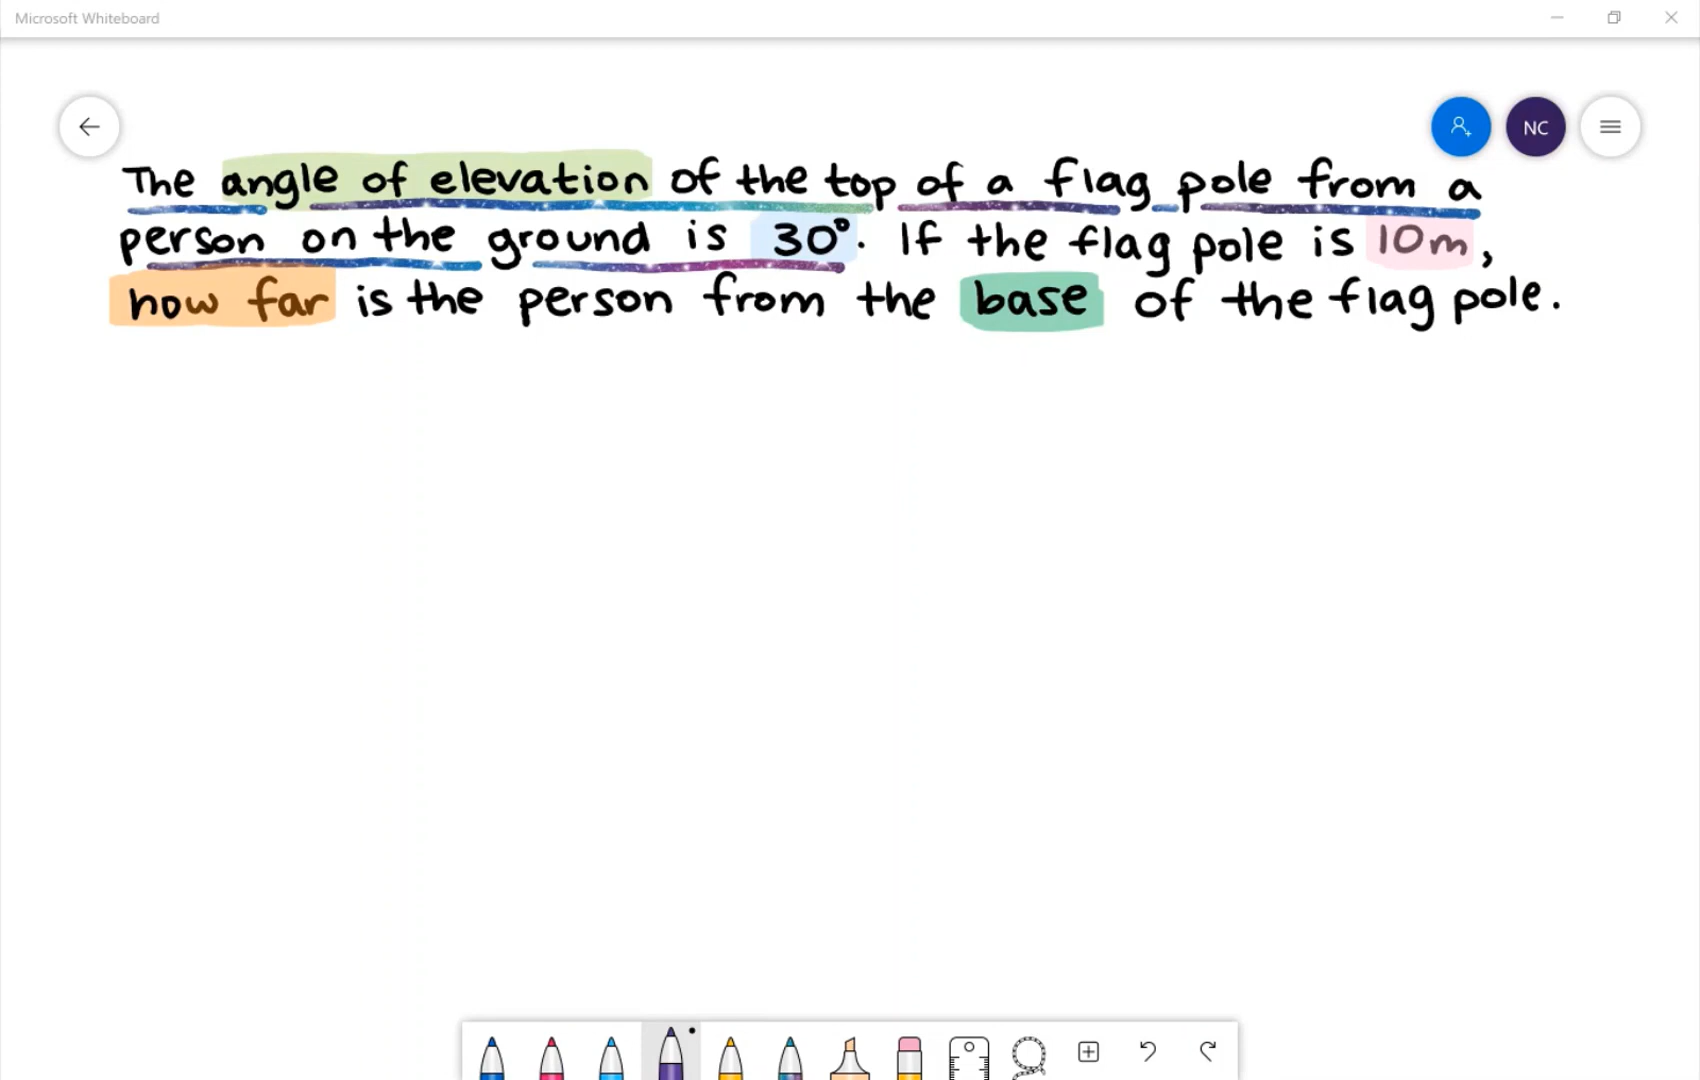 Microsoft Whiteboard
NC
The angle of elevation of the top of a flag pole from a
person on the ground is 30°. If the flag pole is 10m,
how far is the person from the base of the flag pole.